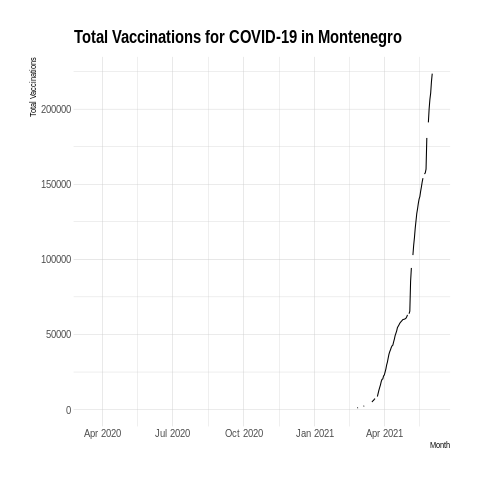 Total Vaccinations for COVID-19 in Montenegro
Total Vaccinations
200000
150000
100000
50000
0
Apr 2020 Jul 2020 Oct 2020 Jan 2021 Apr 2021
Month